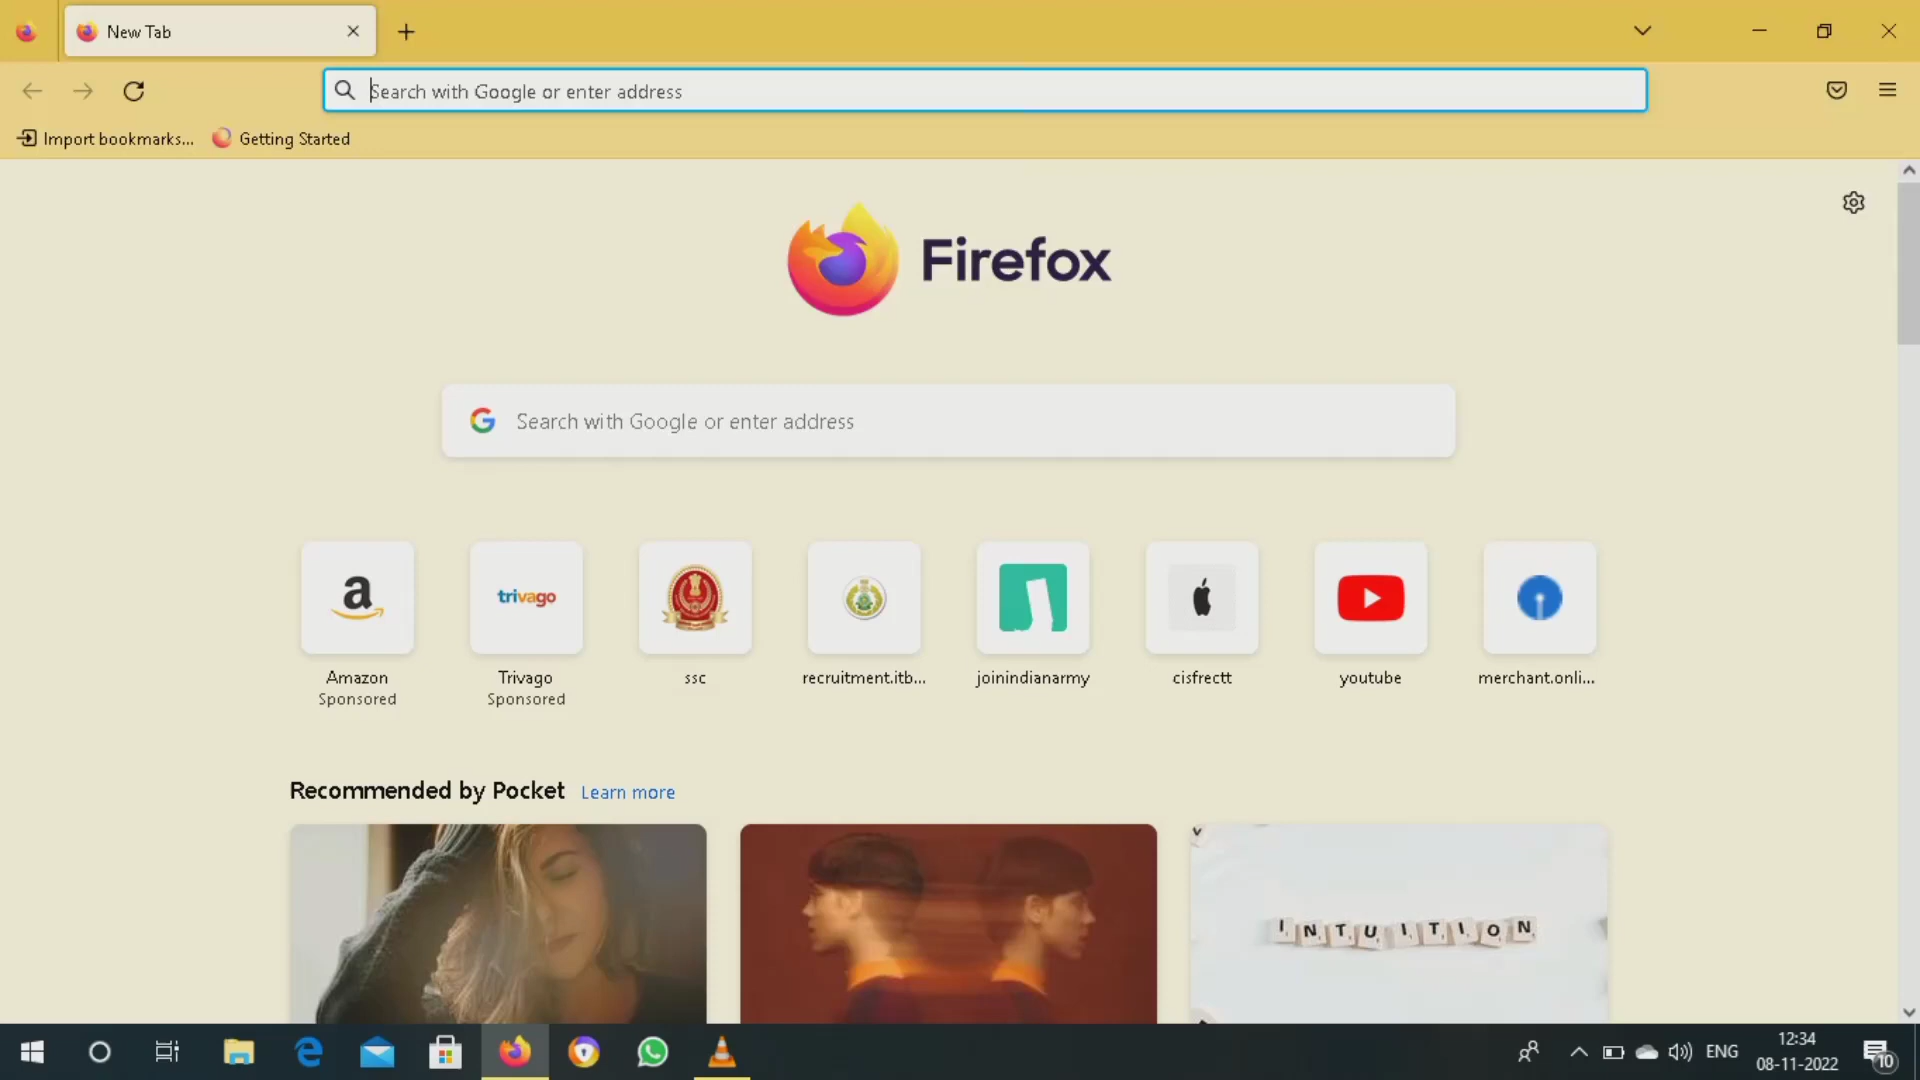 New Tab
Search with Google or enter address
Import bookmarks...
Getting Started
Firefox
Search with Google or enter address
a
trivago
Amazon
Sponsored
Trivago
Sponsored
ssc
recruitment.itb...
joinindianarmy
cisfrectt
youtube
merchant.onli...
Recommended by Pocket Learn more
INTUITION
ENG
12:34
08-11-2022
10